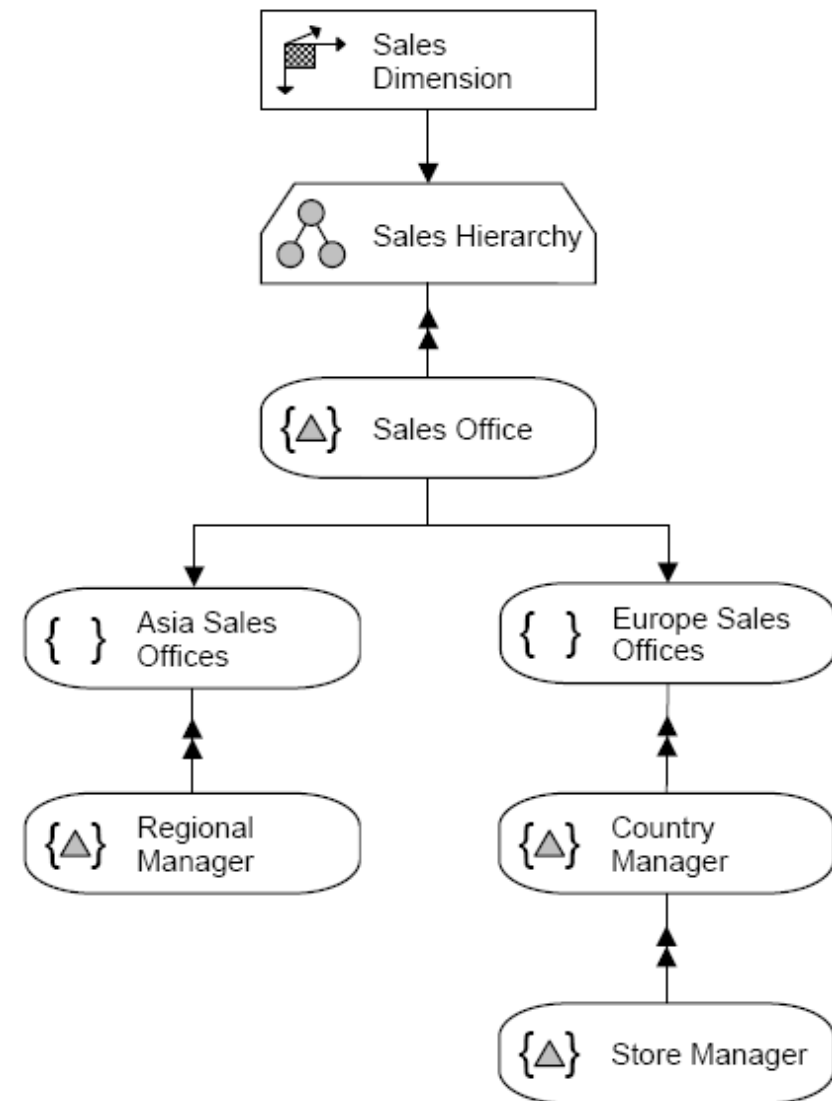 Sales
Dimension
Sales Hierarchy
{ } Sales Office
{ } Asia Sales
Offices
{ } Europe Sales
Offices
{ } Regional
Manager
{ } Country
Manager
{ } Store Manager